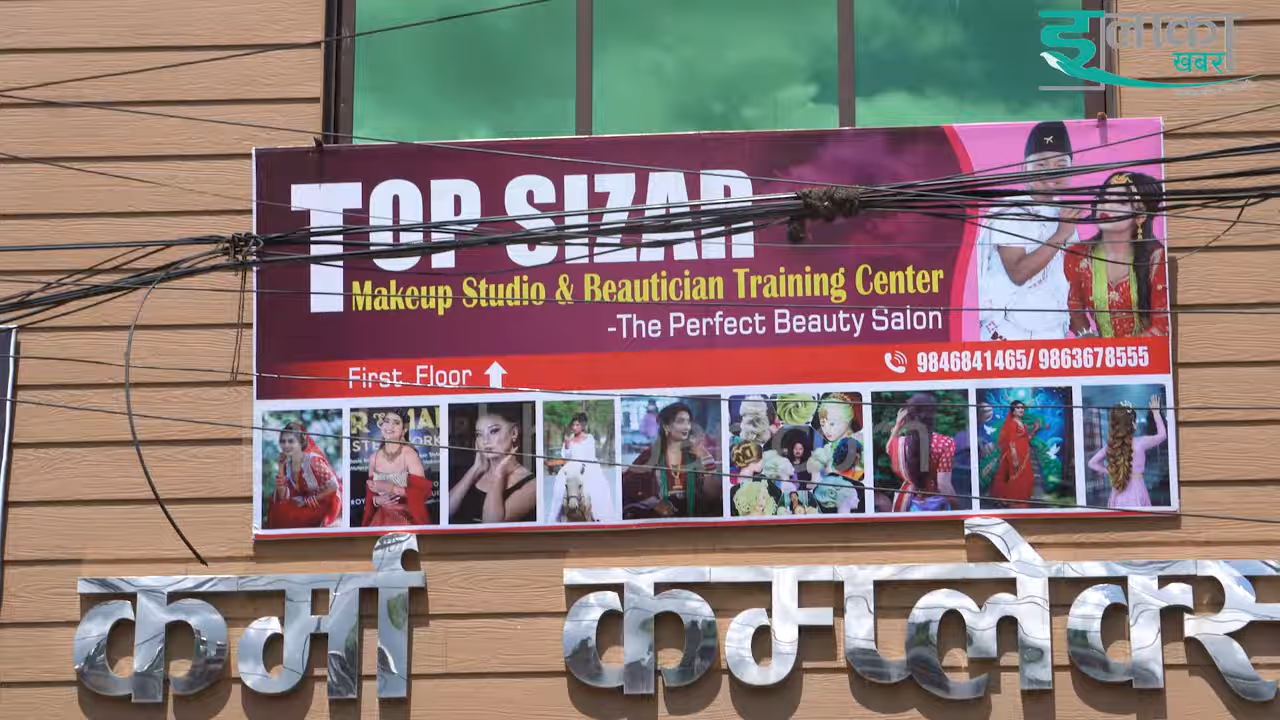 इलाका
खबर
TOP SIZAR
Makeup Studio & Beautician Training Center
-The Perfect Beauty Salon
First Floor
9846841465/ 9863678555
कर्मा कम्प्लेक्स